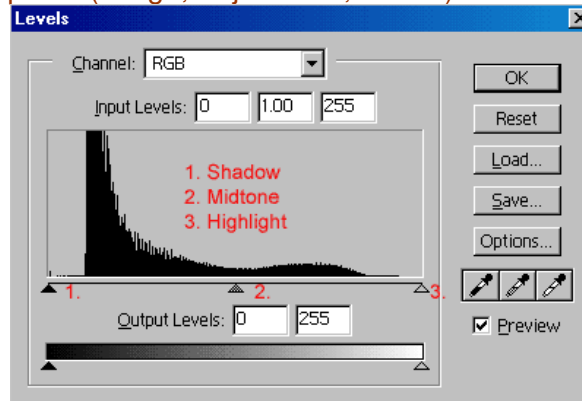 Levels
Channel: RGB
Input Levels: 0 1.00 255
1. Shadow
2. Midtone
3. Highlight
1. 2. 3.
Output Levels: 0 255
OK
Reset
Load...
Save...
Options...
Preview